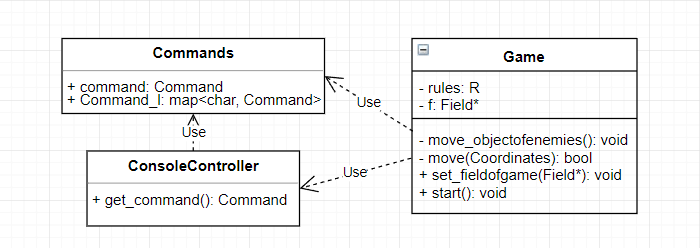 Commands
+ command: Command
+ Command_l: map<char, Command>
Use
ConsoleController
+ get_command(): Command
Use
Use
Game
- rules: R
- f: Field*
- move_objectofenemies(): void
- move(Coordinates): bool
+ set_fieldofgame(Field*): void
+ start(): void